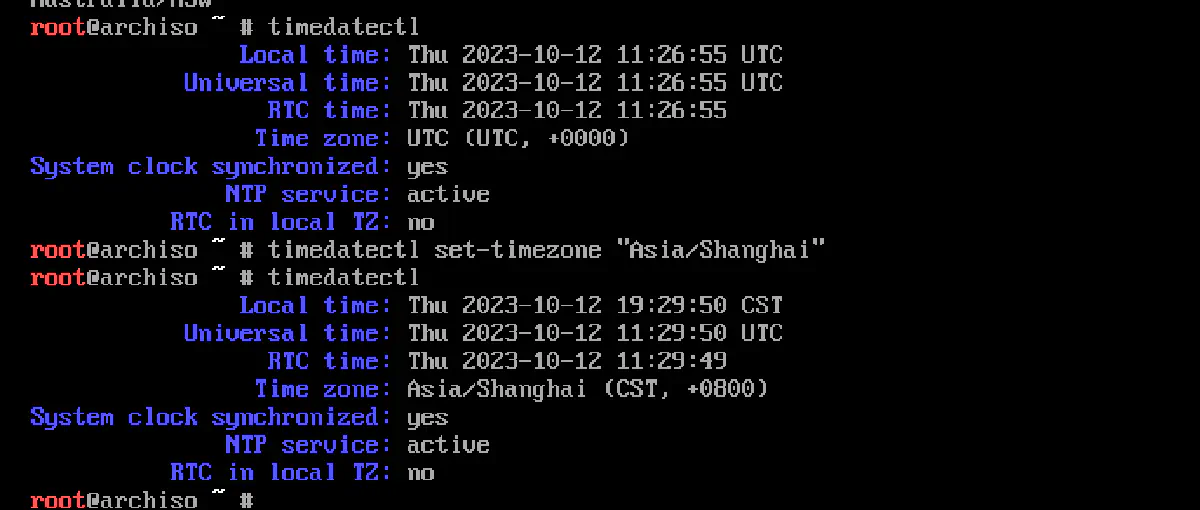 Australia/NSW
root@archiso ~ # timedatectl
Local time: Thu 2023-10-12 11:26:55 UTC
Universal time: Thu 2023-10-12 11:26:55 UTC
RTC time: Thu 2023-10-12 11:26:55
Time zone: UTC (UTC, +0000)
System clock synchronized: yes
NTP service: active
RTC in local TZ: no
root@archiso ~ # timedatectl set-timezone "Asia/Shanghai"
root@archiso ~ # timedatectl
Local time: Thu 2023-10-12 19:29:50 CST
Universal time: Thu 2023-10-12 11:29:50 UTC
RTC time: Thu 2023-10-12 11:29:49
Time zone: Asia/Shanghai (CST, +0800)
System clock synchronized: yes
NTP service: active
RTC in local TZ: no
root@archiso ~ #